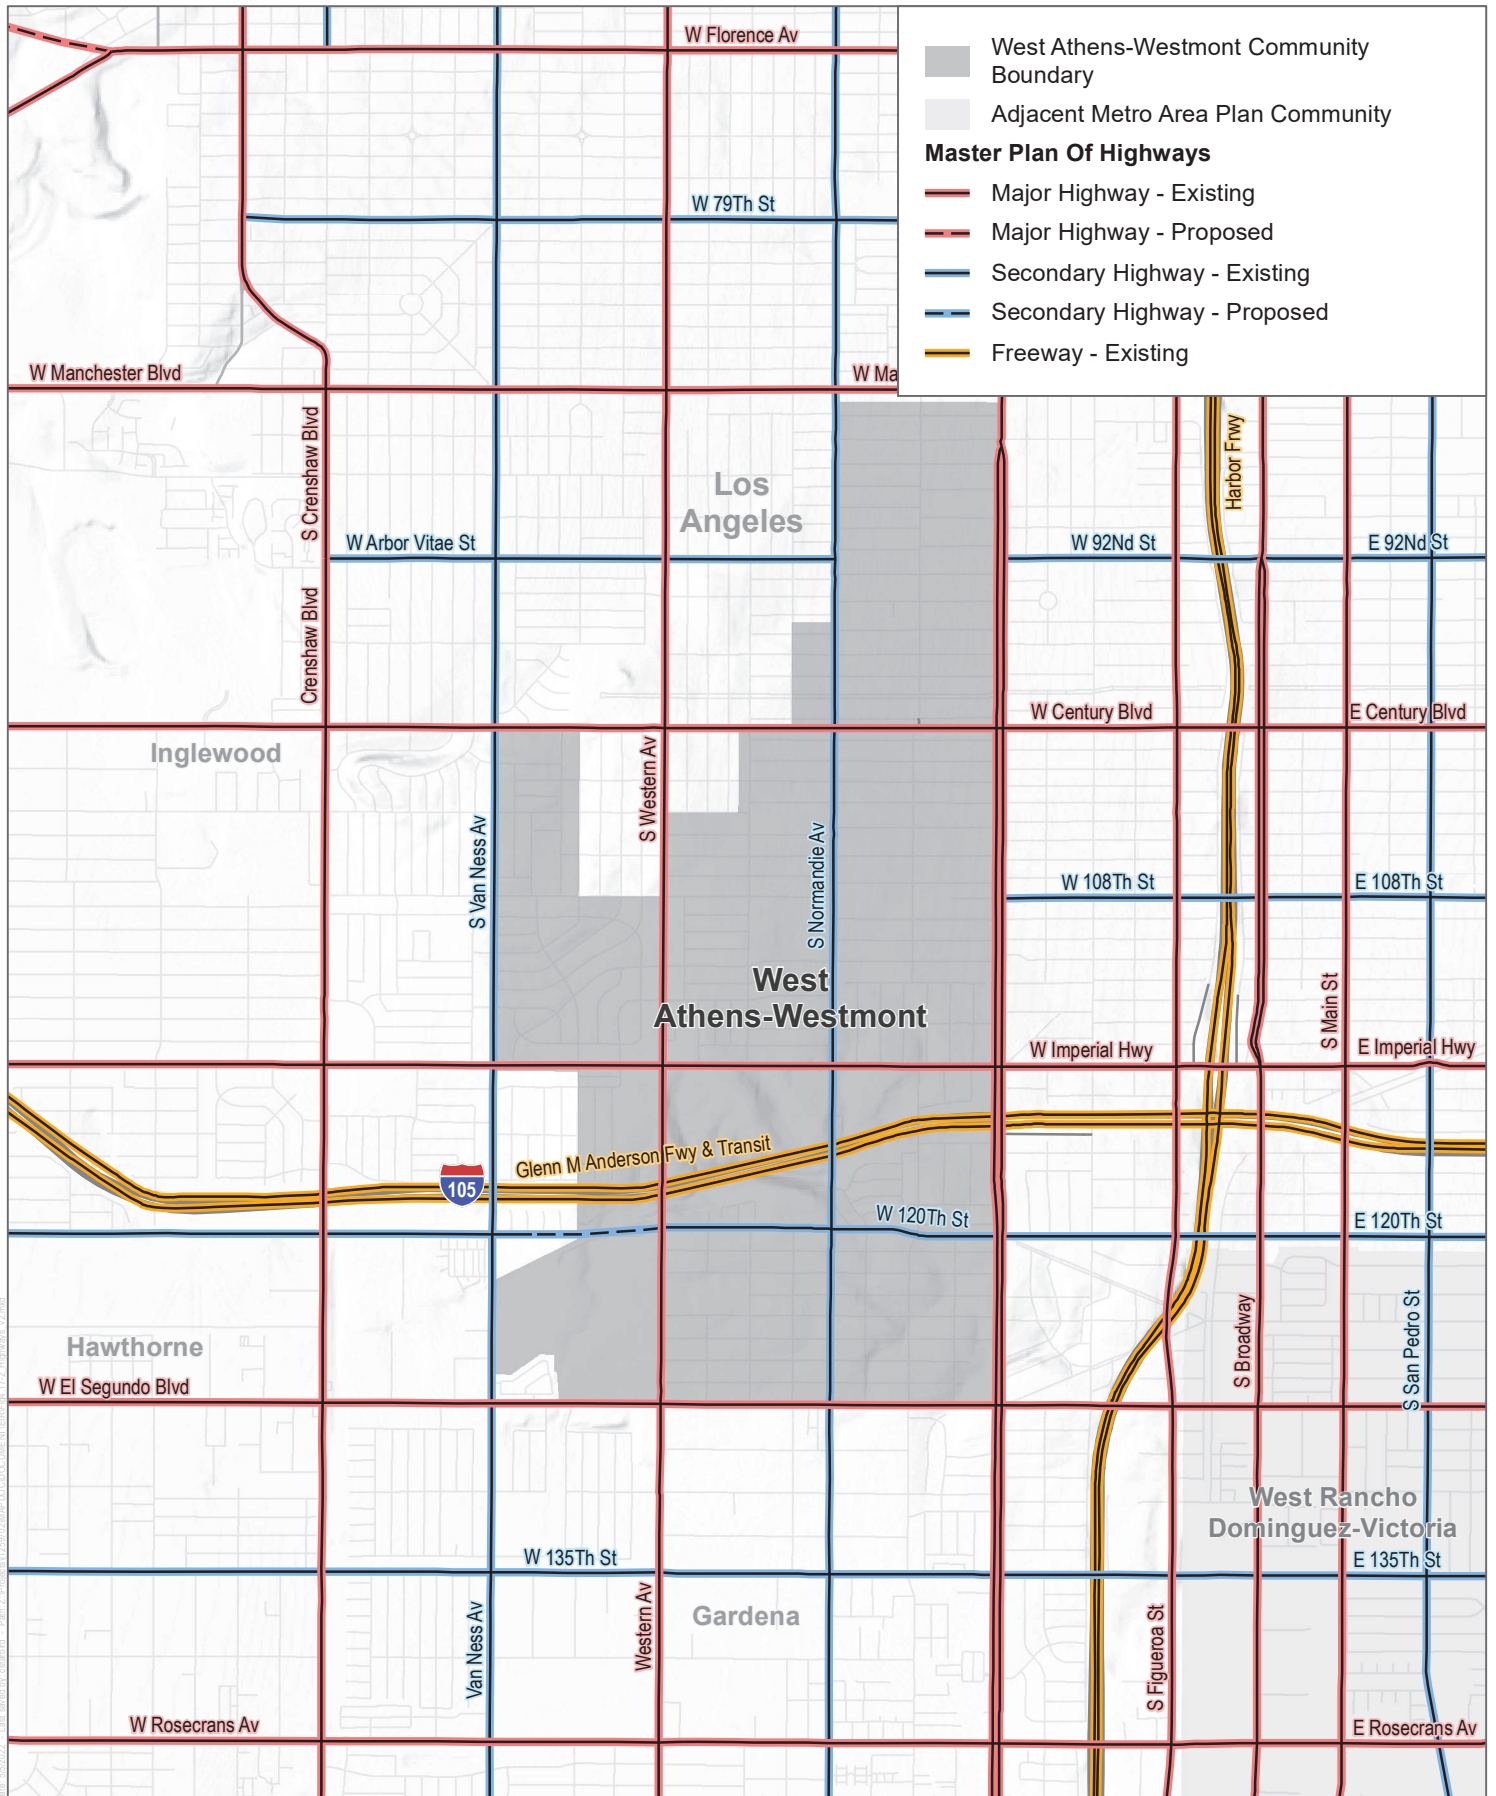 W Florence Av
West Athens-Westmont Community
Boundary
Adjacent Metro Area Plan Community
Master Plan Of Highways
Major Highway - Existing
Major Highway - Proposed
Secondary Highway - Existing
Secondary Highway - Proposed
Freeway - Existing
W 79Th St
W Manchester Blvd
W Ma
S Crenshaw Blvd
Harbor Frwy
Los
Angeles
W Arbor Vitae St
W 92Nd St
E 92Nd St
Crenshaw Blvd
W Century Blvd
E Century Blvd
Inglewood
S Western Av
S Van Ness Av
S Normandie Av
W 108Th St
E 108Th St
West
Athens-Westmont
S Main St
W Imperial Hwy
E Imperial Hwy
Glenn M Anderson Fwy & Transit
105
W 120Th St
E 120Th St
Hawthorne
S Broadway
S San Pedro St
W El Segundo Blvd
West Rancho
Dominguez-Victoria
W 135Th St
E 135Th St
Van Ness Av
Western Av
Gardena
S Figueroa St
W Rosecrans Av
E Rosecrans Av